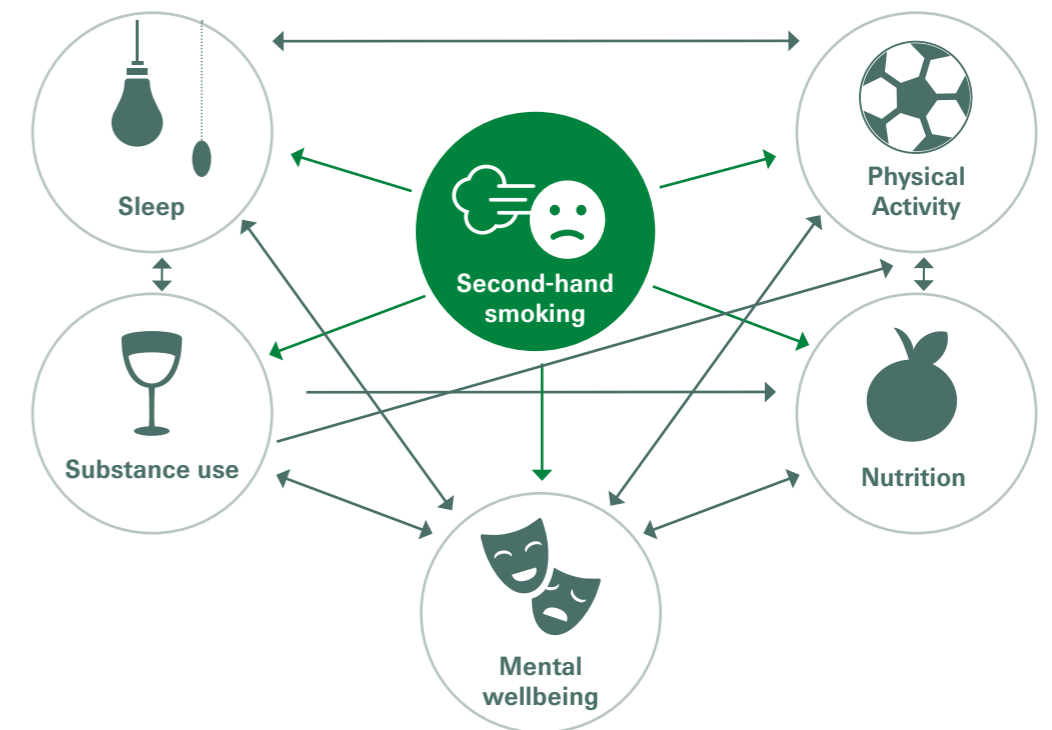 Sleep
Physical
Activity
Second-hand
smoking
Substance use
Nutrition
Mental
wellbeing